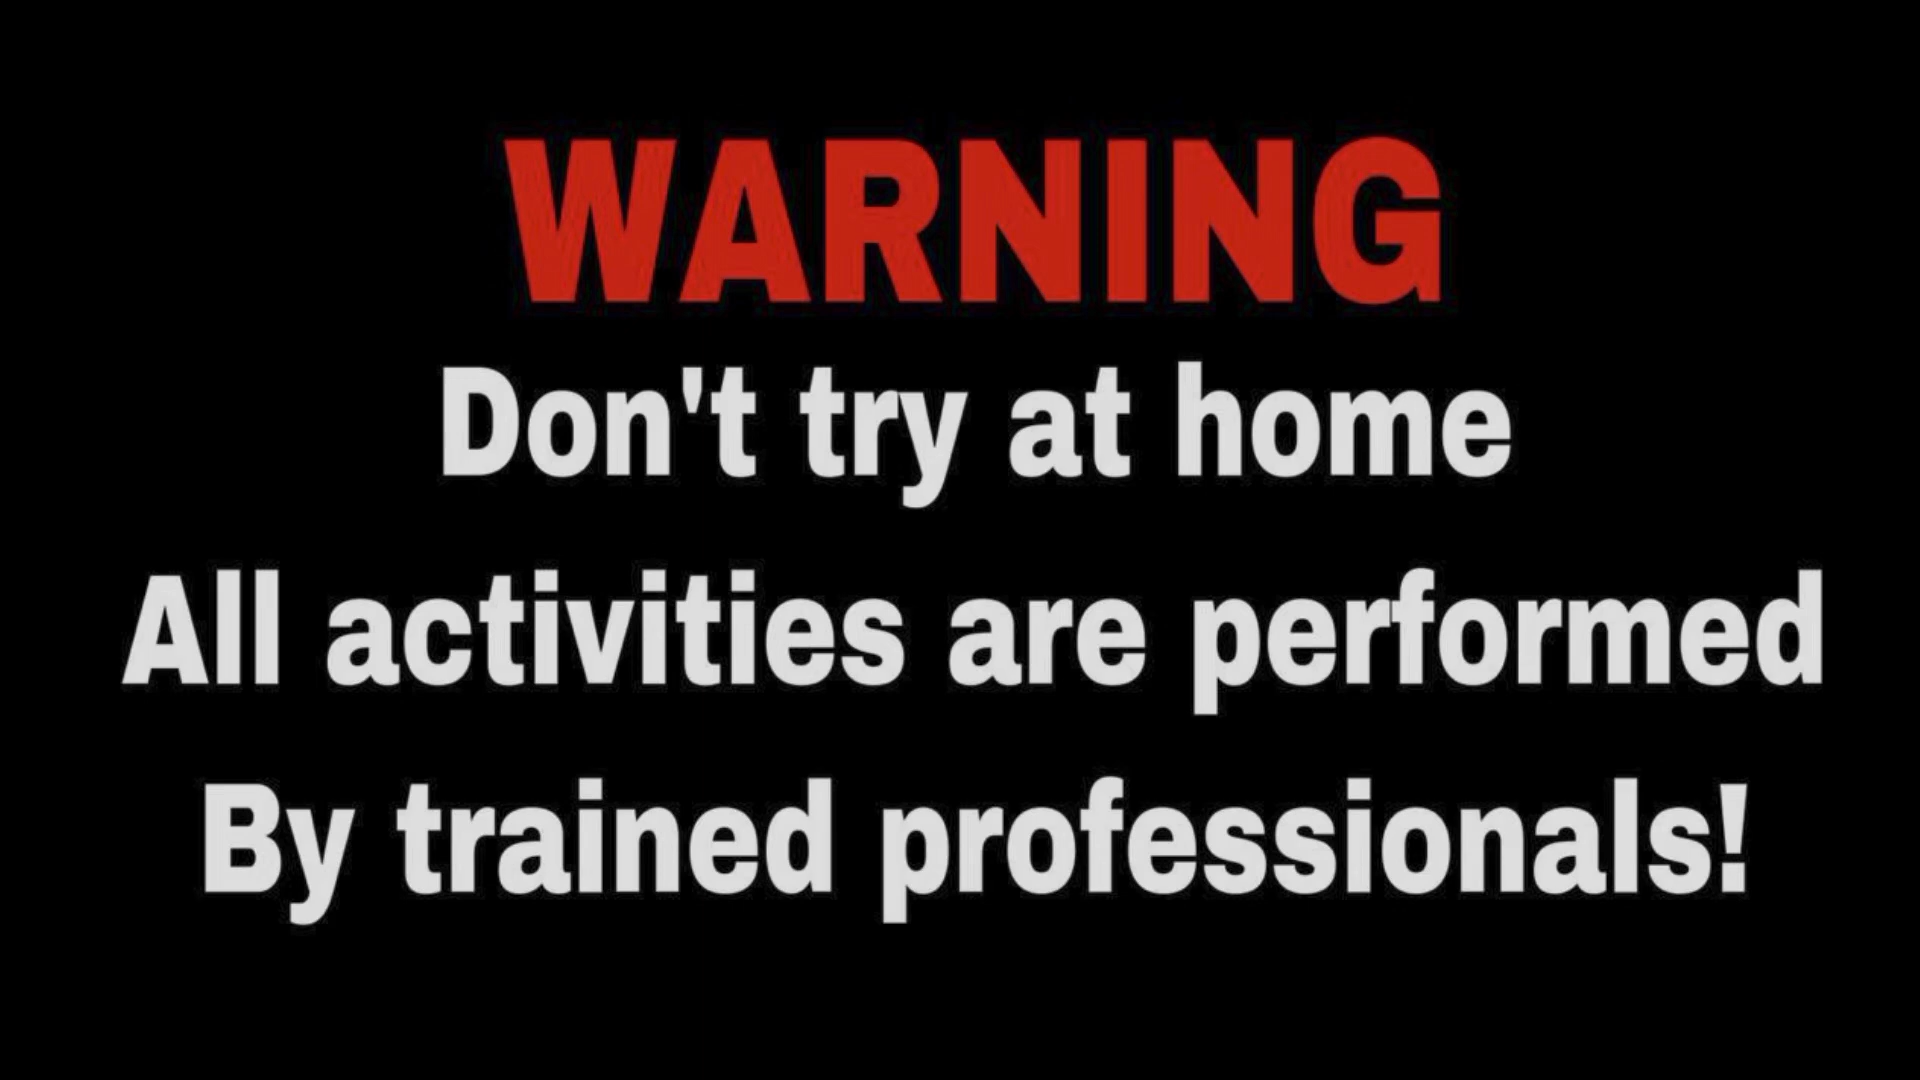 WARNING
Don't try at home
All activities are performed
By trained professionals!